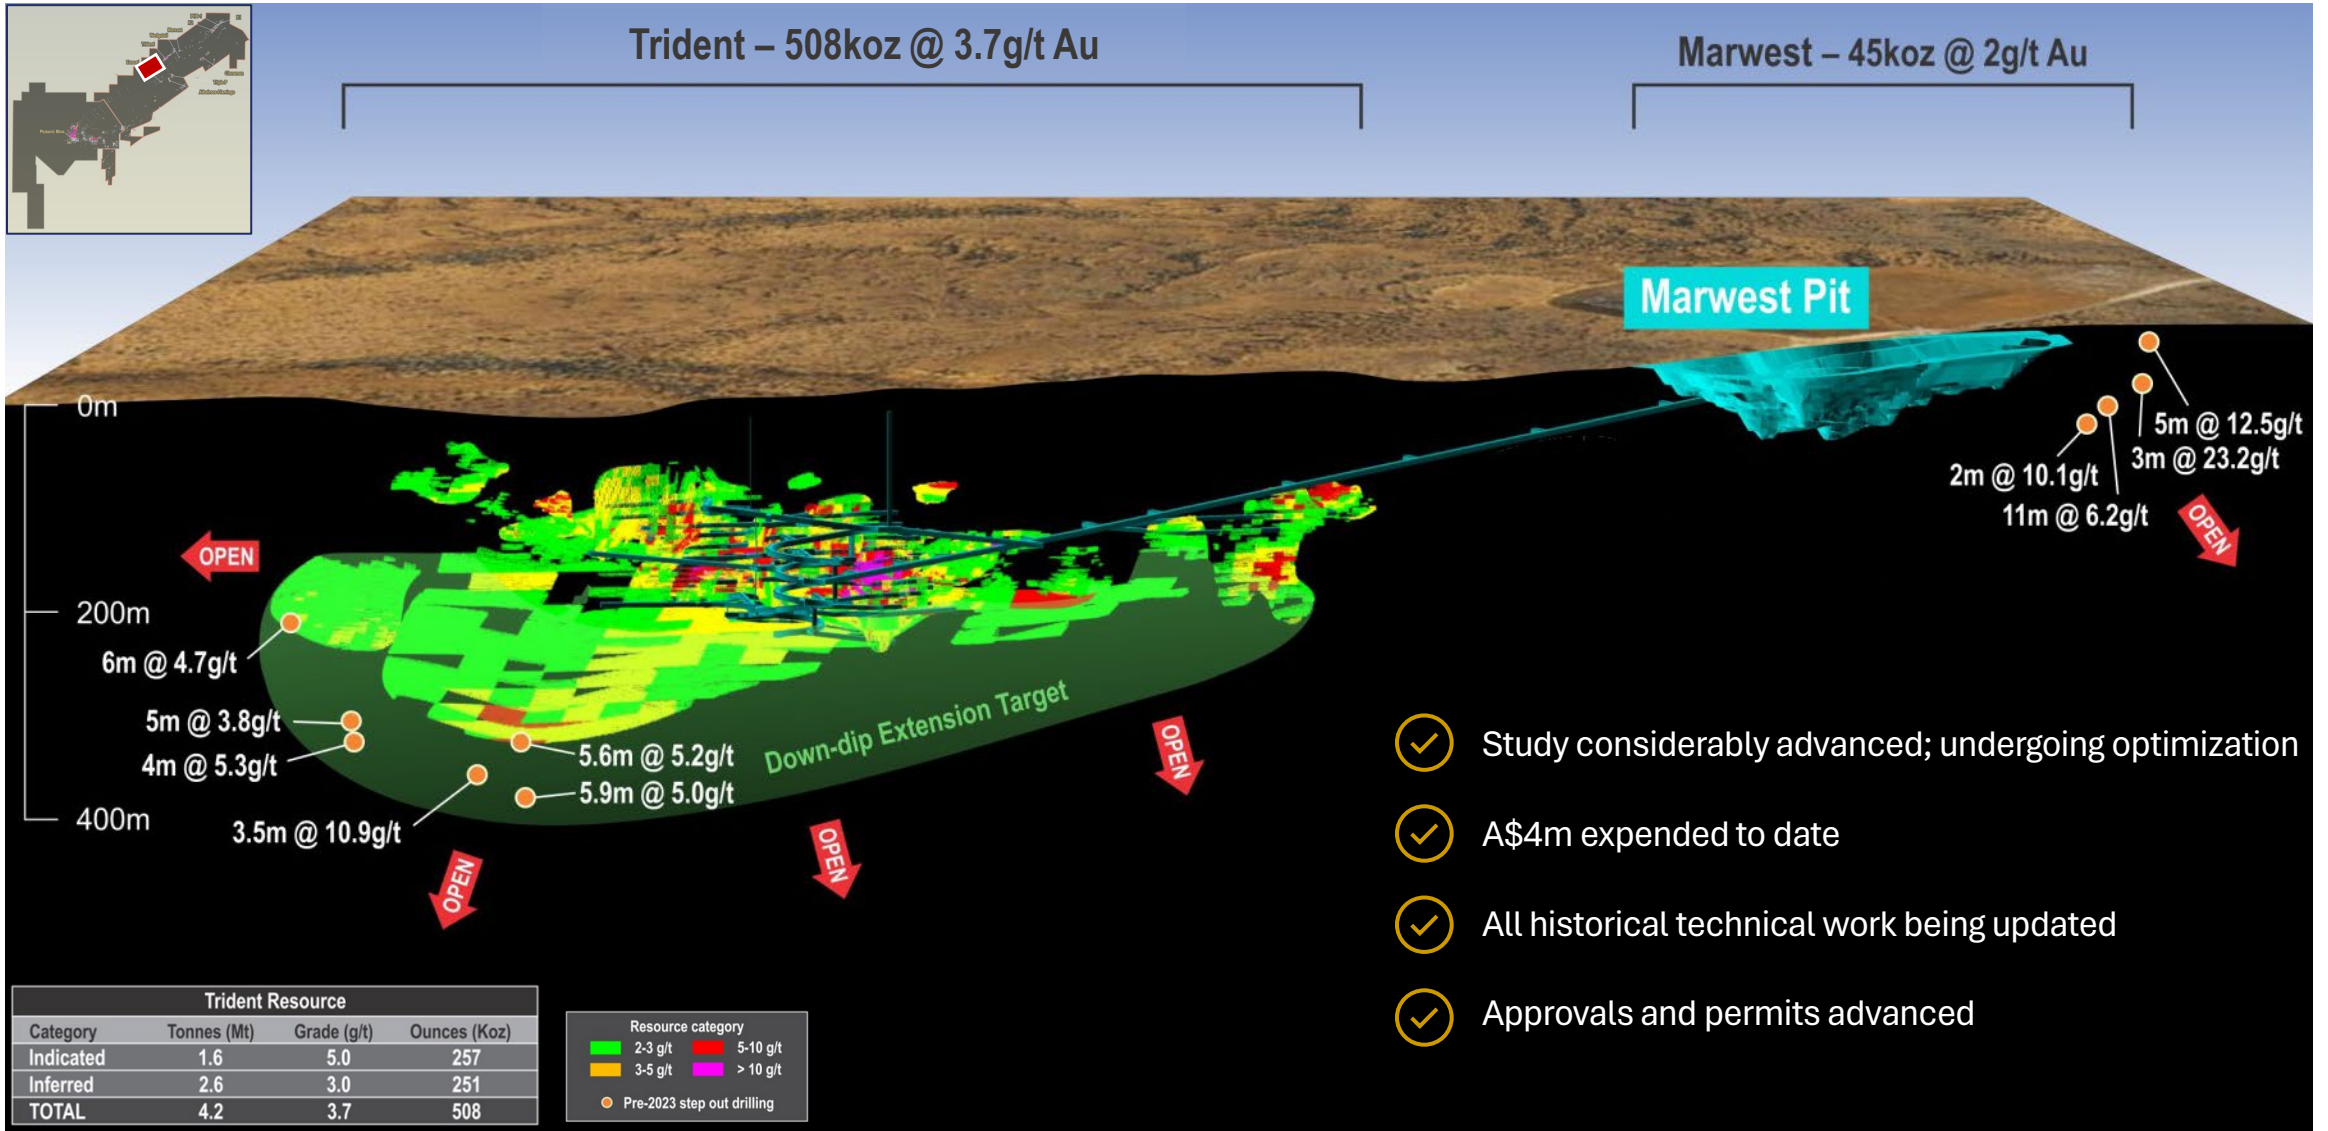 Trident – 508koz @ 3.7g/t Au
Marwest – 45koz @ 2g/t Au
Marwest Pit
0m
200m
400m
OPEN
6m @ 4.7g/t
5m @ 3.8g/t
4m @ 5.3g/t
3.5m @ 10.9g/t
5.6m @ 5.2g/t
5.9m @ 5.0g/t
Down-dip Extension Target
OPEN
OPEN
OPEN
5m @ 12.5g/t
3m @ 23.2g/t
2m @ 10.1g/t
11m @ 6.2g/t
OPEN
Study considerably advanced; undergoing optimization
A$4m expended to date
All historical technical work being updated
Approvals and permits advanced
Trident Resource
Category Tonnes (Mt) Grade (g/t) Ounces (Koz)
Indicated 1.6 5.0 257
Inferred 2.6 3.0 251
TOTAL 4.2 3.7 508
Resource category
2-3 g/t 5-10 g/t
3-5 g/t > 10 g/t
Pre-2023 step out drilling